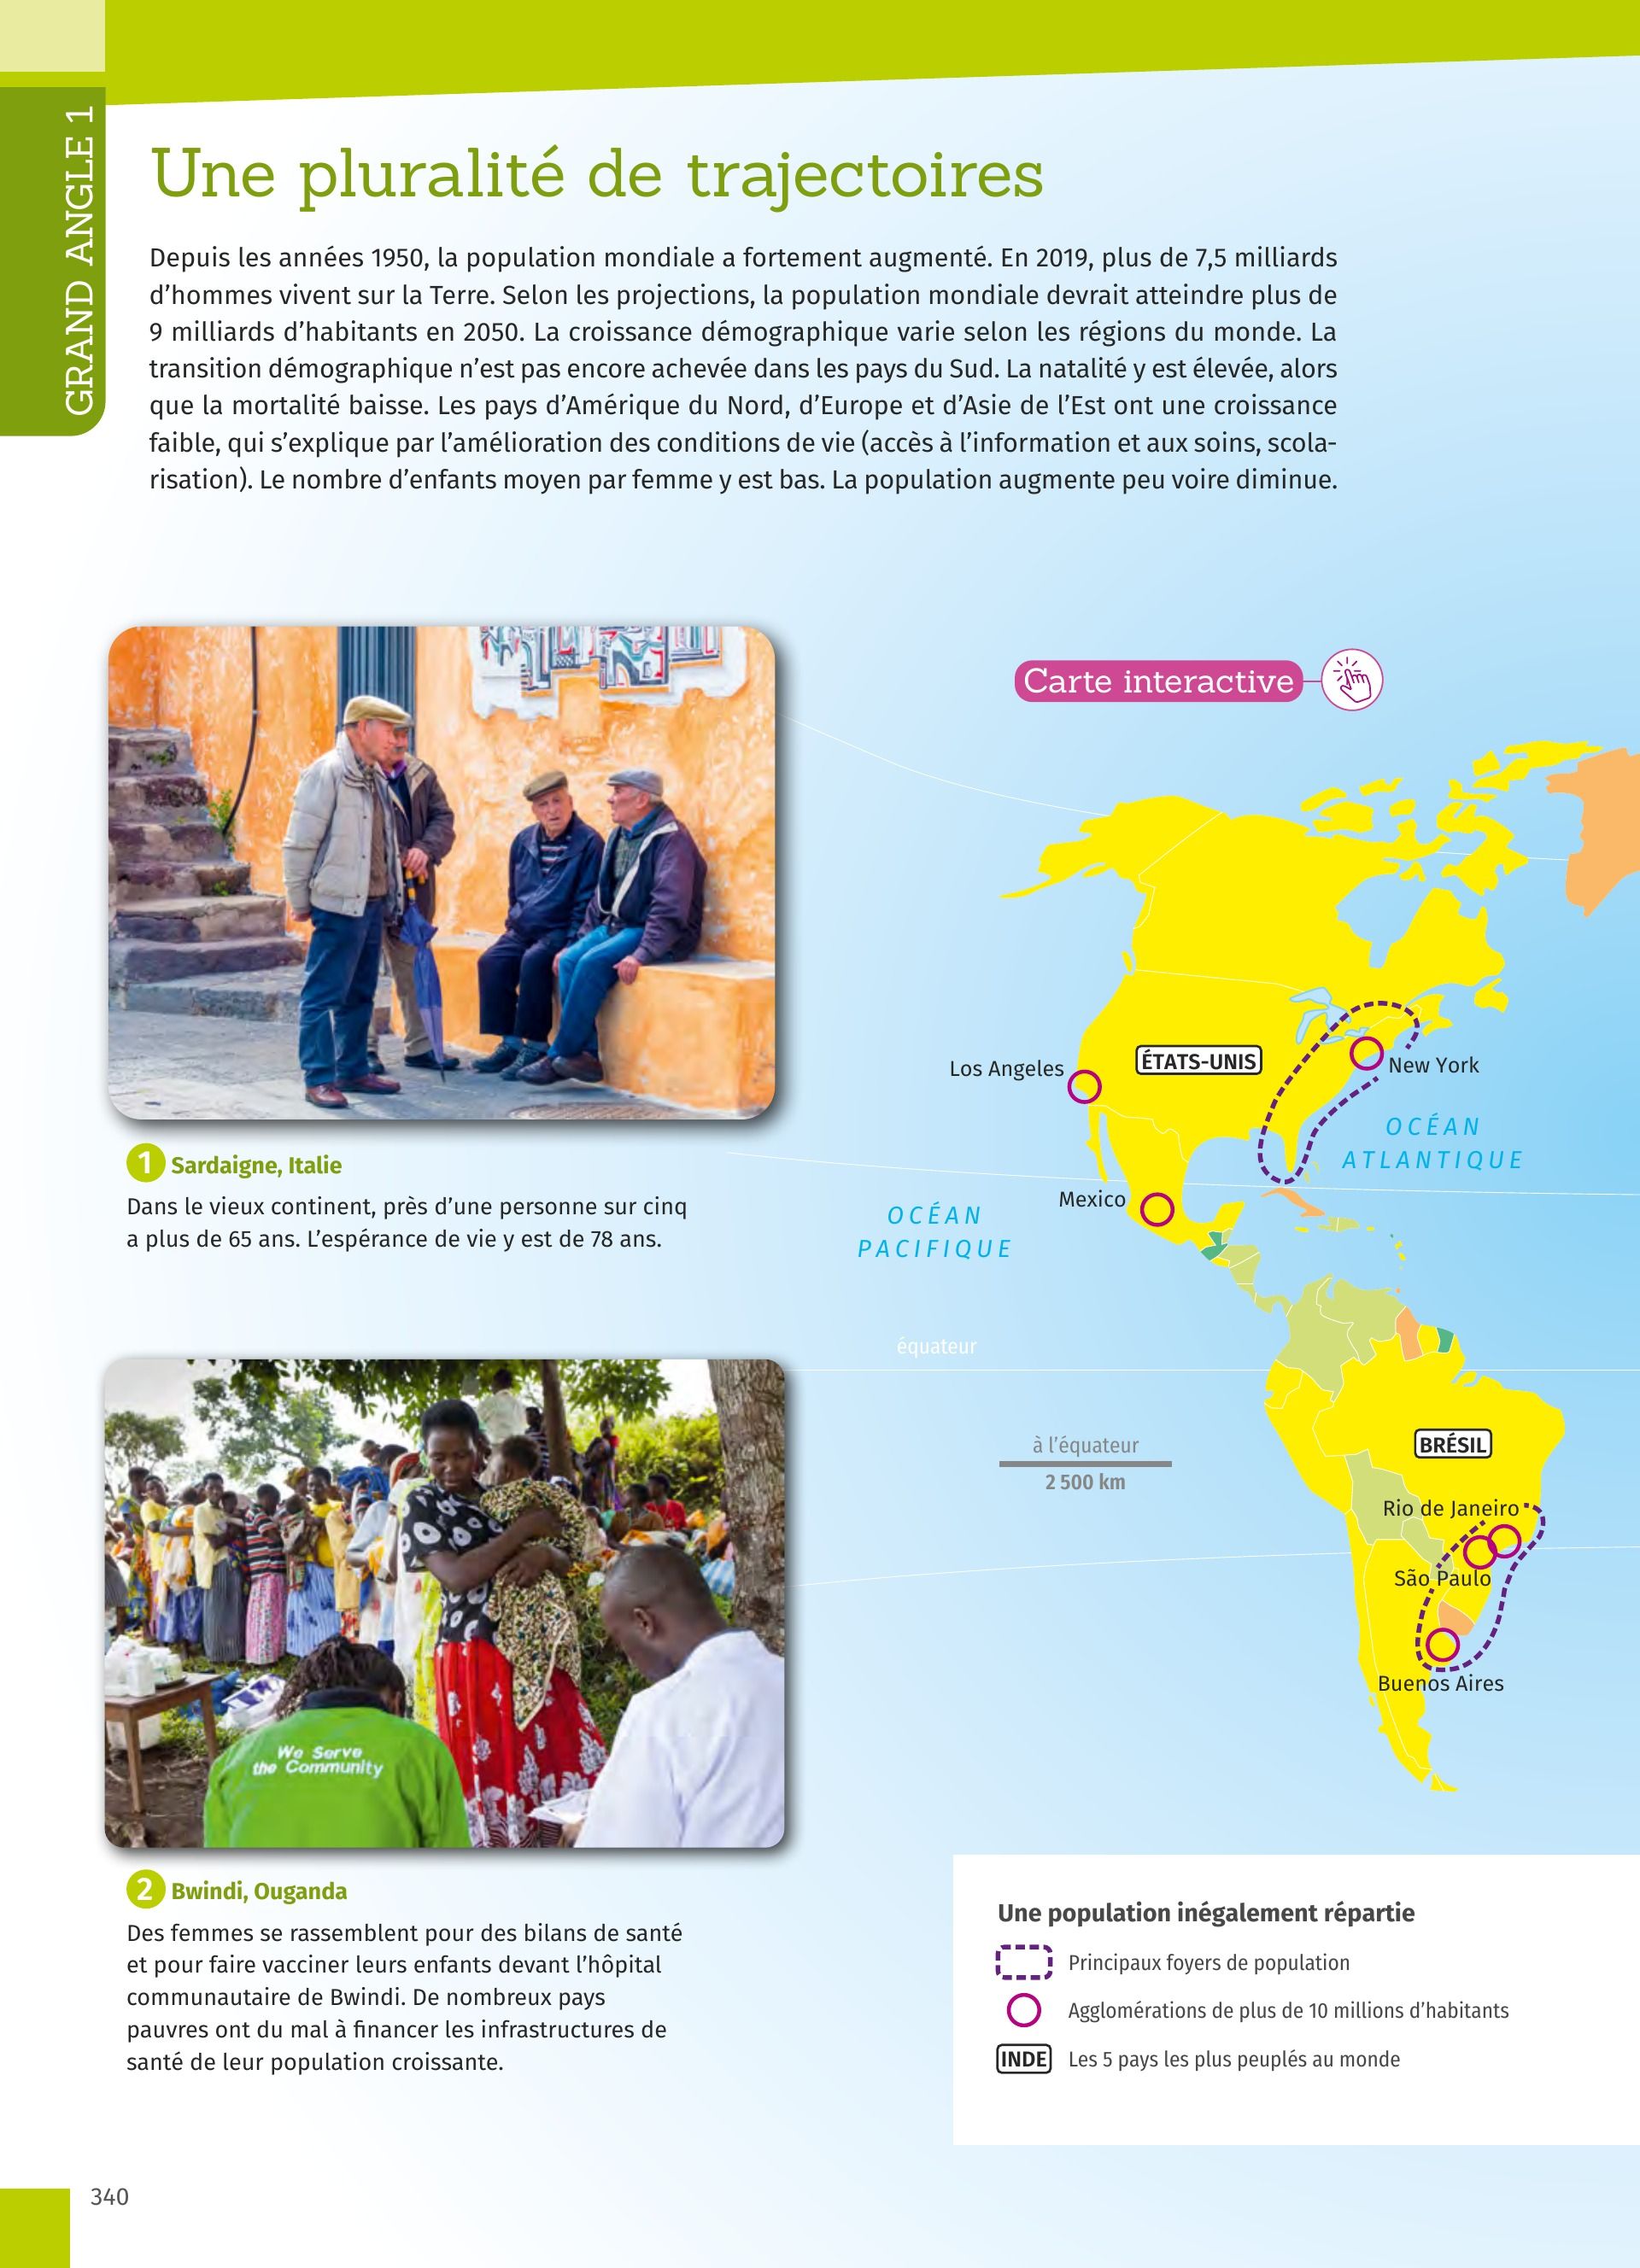 GRAND ANGLE 1
Une pluralité de trajectoires
Depuis les années 1950, la population mondiale a fortement augmenté. En 2019, plus de 7,5 milliards
d’hommes vivent sur la Terre. Selon les projections, la population mondiale devrait atteindre plus de
9 milliards d’habitants en 2050. La croissance démographique varie selon les régions du monde. La
transition démographique n’est pas encore achevée dans les pays du Sud. La natalité y est élevée, alors
que la mortalité baisse. Les pays d’Amérique du Nord, d’Europe et d’Asie de l’Est ont une croissance
faible, qui s’explique par l’amélioration des conditions de vie (accès à l’information et aux soins, scola-
risation). Le nombre d’enfants moyen par femme y est bas. La population augmente peu voire diminue.
1 Sardaigne, Italie
Dans le vieux continent, près d’une personne sur cinq
a plus de 65 ans. L’espérance de vie y est de 78 ans.
We Serve
the Community
2 Bwindi, Ouganda
Des femmes se rassemblent pour des bilans de santé
et pour faire vacciner leurs enfants devant l’hôpital
communautaire de Bwindi. De nombreux pays
pauvres ont du mal à financer les infrastructures de
santé de leur population croissante.
Carte interactive
Los Angeles
ÉTATS-UNIS
New York
OCÉAN
ATLANTIQUE
Mexico
OCÉAN
PACIFIQUE
équateur
à l’équateur
2 500 km
BRÉSIL
Rio de Janeiro
São Paulo
Buenos Aires
Une population inégalement répartie
Principaux foyers de population
Agglomérations de plus de 10 millions d’habitants
INDE Les 5 pays les plus peuplés au monde
340